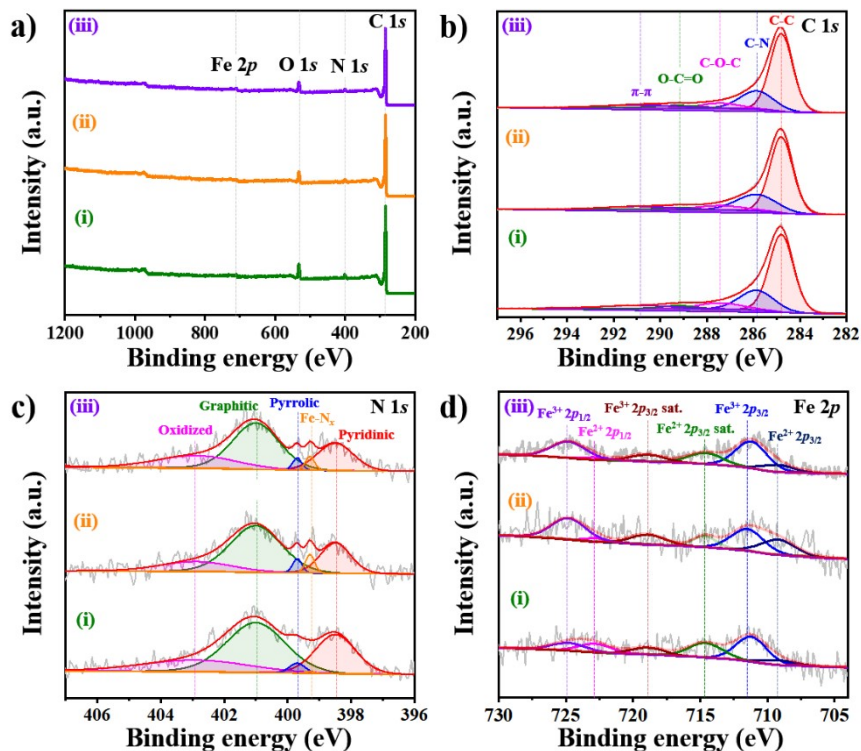 a)
(iii)
C 1s
Fe 2p
O 1s
N 1s
(ii)
(i)
Intensity (a.u.)
1200 1000 800 600 400 200
Binding energy (eV)
b)
(iii)
C 1s
C-C
C-N
C-O-C
O-C=O
π-π
(ii)
(i)
Intensity (a.u.)
296 294 292 290 288 286 284 282
Binding energy (eV)
c)
(iii)
N 1s
Oxidized
Graphitic
Pyrrolic
Fe-Nx
Pyridinic
(ii)
(i)
Intensity (a.u.)
406 404 402 400 398 396
Binding energy (eV)
d)
(iii)
Fe 2p
Fe3+ 2p1/2
Fe2+ 2p1/2
Fe3+ 2p3/2 sat.
Fe2+ 2p3/2 sat.
Fe3+ 2p3/2
Fe2+ 2p3/2
(ii)
(i)
Intensity (a.u.)
730 725 720 715 710 705
Binding energy (eV)